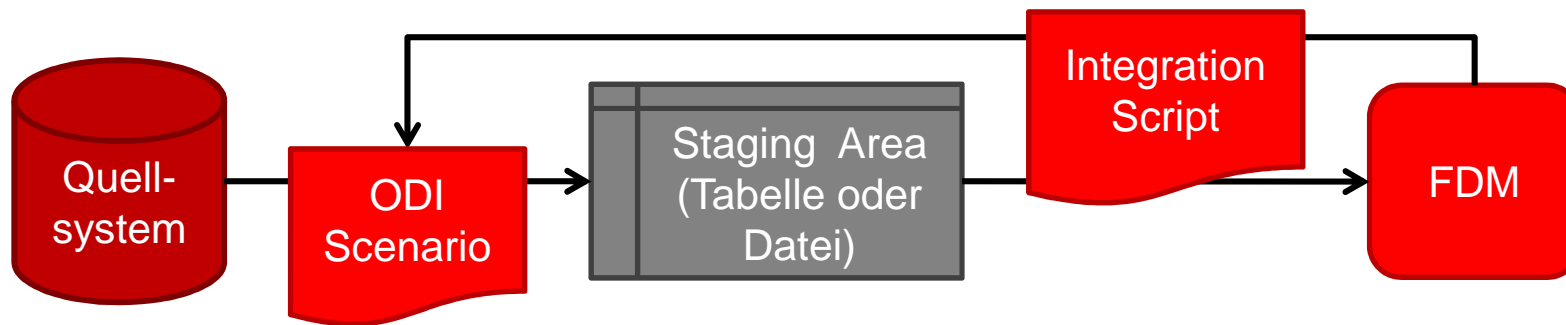 Quell-
system
ODI
Scenario
Staging Area
(Tabelle oder
Datei)
Integration
Script
FDM